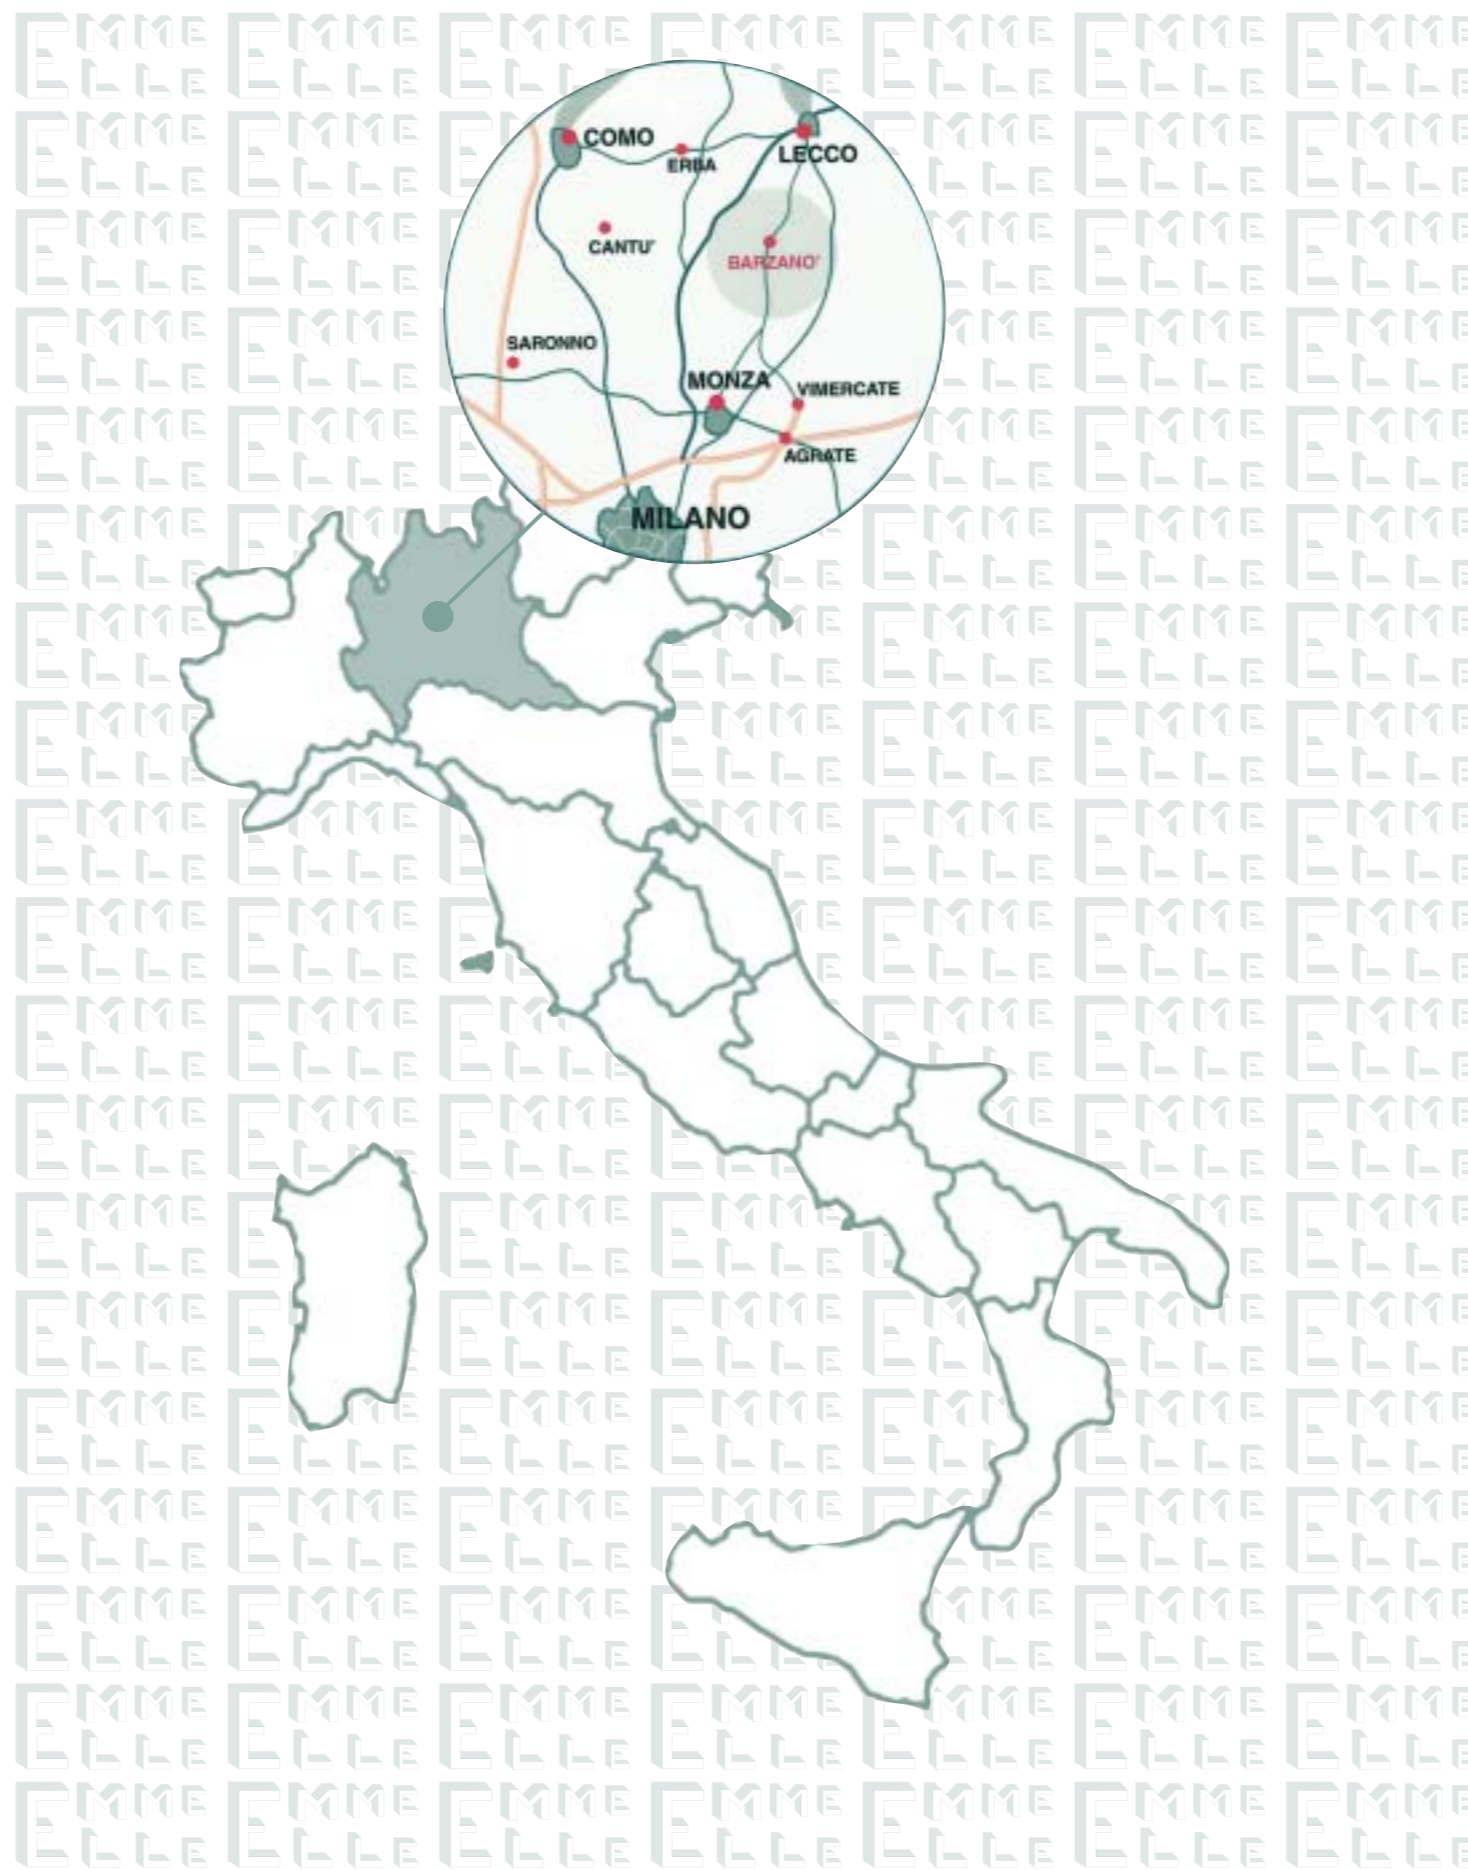 COMO
LECCO
ERBA
CANTU'
BARZANO'
SARONNO
MONZA
VIMERCATE
AGRATE
MILANO
EMME
ELLE